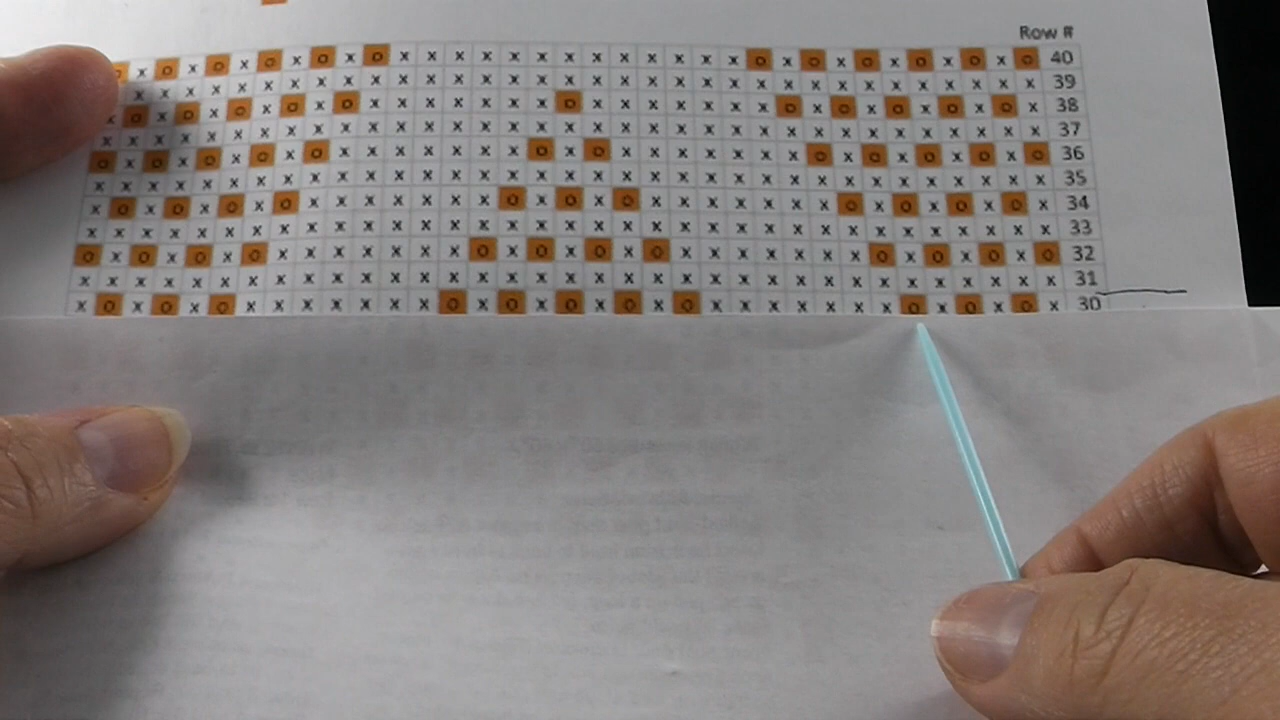 Row #
o x o x o x o x o x o x x x x x x x x x x x x x o x o x o x o x o x o 40
x x x x x x x x x x x x x x x x x x x x x x x x x x x x x x x x x x 39
x o x o x o x o x o x x x x x x x o x x x x x x x o x o x o x o x o x 38
x x x x x x x x x x x x x x x x x x x x x x x x x x x x x x x x x x x 37
o x o x o x o x o x x x x x x x o x o x x x x x x x o x o x o x o x o 36
x x x x x x x x x x x x x x x x x x x x x x x x x x x x x x x x x x x 35
x o x o x o x o x x x x x x x o x o x o x x x x x x x o x o x o x o x 34
x x x x x x x x x x x x x x x x x x x x x x x x x x x x x x x x x x x 33
o x o x o x o x x x x x x x o x o x o x o x x x x x x x o x o x o x o 32
x x x x x x x x x x x x x x x x x x x x x x x x x x x x x x x x x x x 31
x o x o x o x x x x x x x o x o x o x o x o x x x x x x x o x o x o x 30